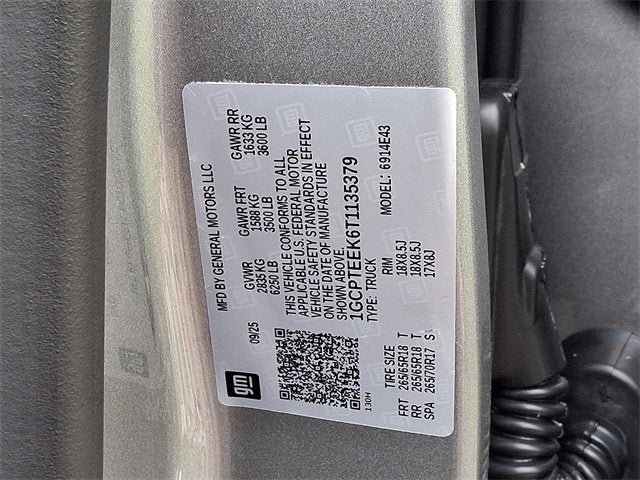 gm
MFD BY GENERAL MOTORS LLC
09/25
GVWR GAWR FRT GAWR RR
2835 KG 1588 KG 1633 KG
6250 LB 3500 LB 3600 LB
THIS VEHICLE CONFORMS TO ALL
APPLICABLE U.S. FEDERAL MOTOR
VEHICLE SAFETY STANDARDS IN EFFECT
ON THE DATE OF MANUFACTURE
SHOWN ABOVE.
1GCPTEEK6T1135379
TYPE: TRUCK MODEL: 6914E43
130H
TIRE SIZE RIM
FRT 265/65R18 T 18X8.5J
RR 265/65R18 T 18X8.5J
SPA 265/70R17 S 17X8J